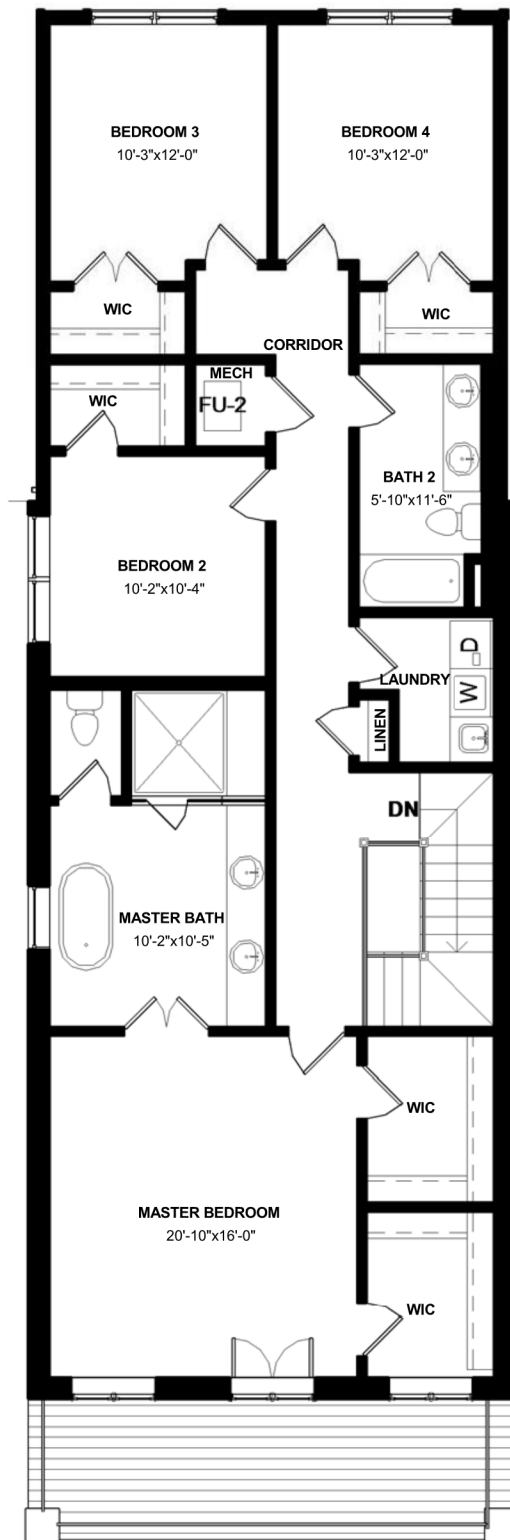 BEDROOM 3
10'-3"x12'-0"
BEDROOM 4
10'-3"x12'-0"
WIC
WIC
CORRIDOR
MECH
FU-2
WIC
BATH 2
5'-10"x11'-6"
BEDROOM 2
10'-2"x10'-4"
D
LAUNDRY
W
LINEN
DN
MASTER BATH
10'-2"x10'-5"
WIC
MASTER BEDROOM
20'-10"x16'-0"
WIC